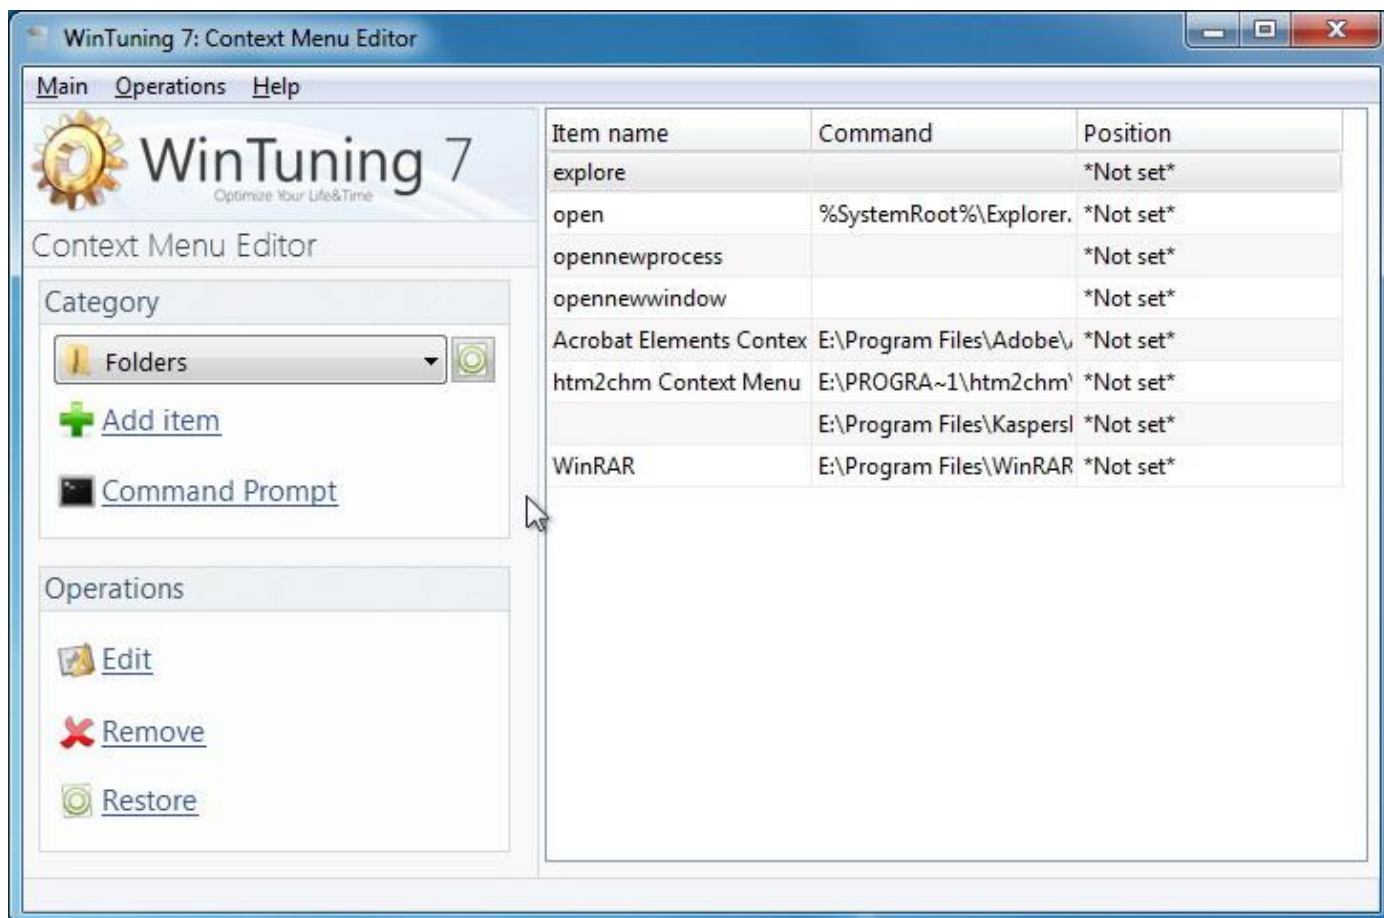 WinTuning 7: Context Menu Editor
Main Operations Help
WinTuning 7
Optimize Your Life&Time
Context Menu Editor
Category
Folders
Add item
Command Prompt
Operations
Edit
Remove
Restore
Item name Command Position
explore *Not set*
open %SystemRoot%\Explorer. *Not set*
opennewprocess *Not set*
opennewwindow *Not set*
Acrobat Elements Contex E:\Program Files\Adobe\ *Not set*
htm2chm Context Menu E:\PROGRA~1\htm2chm\ *Not set*
E:\Program Files\Kaspersl *Not set*
WinRAR E:\Program Files\WinRAR *Not set*